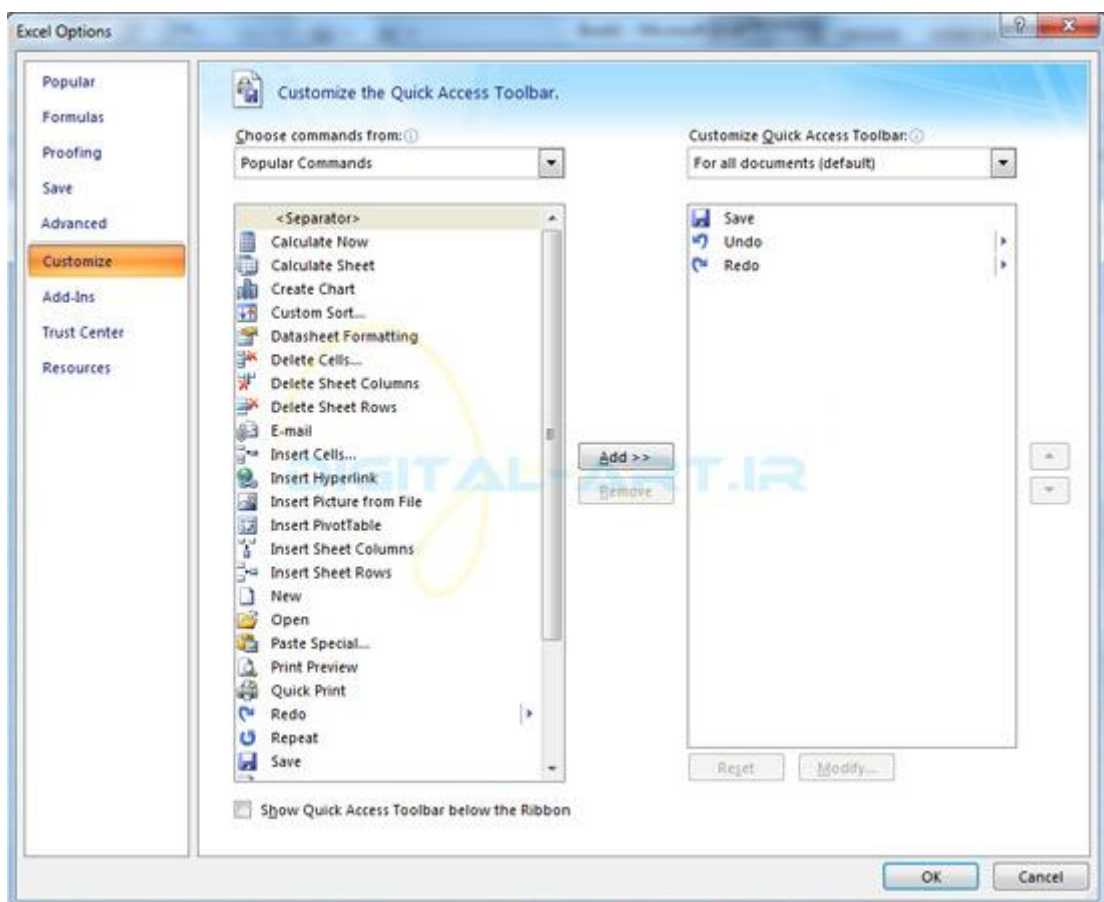 Excel Options
Popular
Formulas
Proofing
Save
Advanced
Customize
Add-Ins
Trust Center
Resources
Customize the Quick Access Toolbar.
Choose commands from:
Popular Commands
<Separator>
Calculate Now
Calculate Sheet
Create Chart
Custom Sort...
Datasheet Formatting
Delete Cells...
Delete Sheet Columns
Delete Sheet Rows
E-mail
Insert Cells...
Insert Hyperlink
Insert Picture from File
Insert PivotTable
Insert Sheet Columns
Insert Sheet Rows
New
Open
Paste Special...
Print Preview
Quick Print
Redo
Repeat
Save
Show Quick Access Toolbar below the Ribbon
Add >>
Remove
Customize Quick Access Toolbar:
For all documents (default)
Save
Undo
Redo
Reset
Modify...
OK
Cancel
DIGITAL-ART.IR